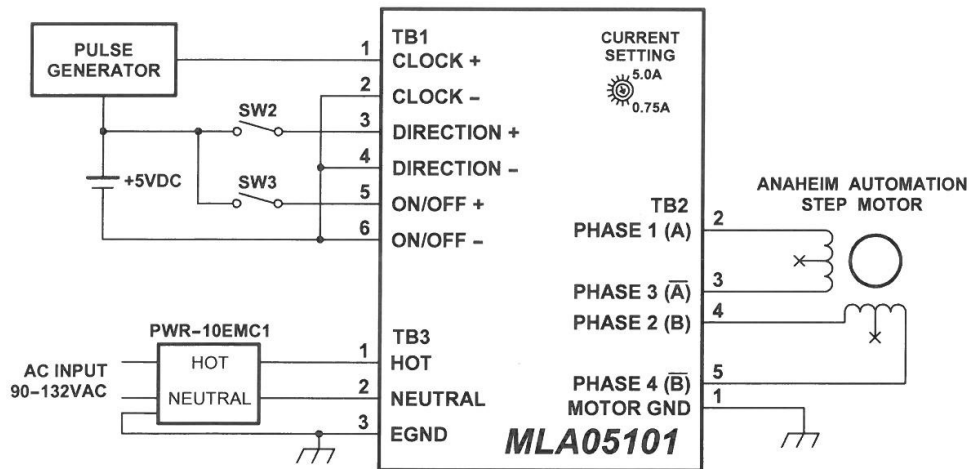 PULSE
GENERATOR
+5VDC
SW2
SW3
1
2
3
4
5
6
TB1
CLOCK +
CLOCK −
DIRECTION +
DIRECTION −
ON/OFF +
ON/OFF -
CURRENT
SETTING
5.0A
0.75A
TB2
PHASE 1 (A)
PHASE 3 (A̅)
PHASE 2 (B)
PHASE 4 (B̅)
MOTOR GND
2
3
4
5
1
ANAHEIM AUTOMATION
STEP MOTOR
PWR-10EMC1
HOT
NEUTRAL
AC INPUT
90−132VAC
1
2
3
TB3
HOT
NEUTRAL
EGND
MLA05101